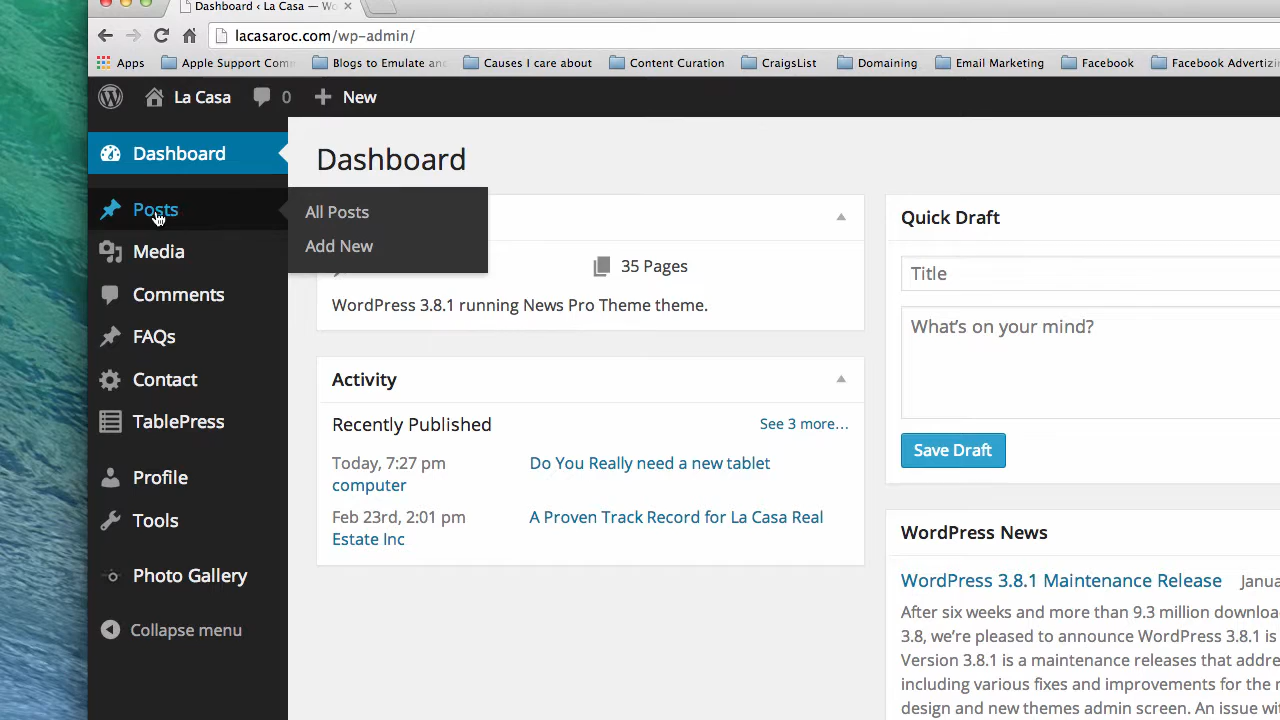 Dashboard ‹ La Casa — Wo
lacasaroc.com/wp-admin/
Apps Apple Support Com Blogs to Emulate an Causes I care about Content Curation Craigslist Domaining Email Marketing Facebook Facebook Advertizi
La Casa 0 New
Dashboard
Posts
Media
Comments
FAQs
Contact
TablePress
Profile
Tools
Photo Gallery
Collapse menu
All Posts
Add New
Dashboard
35 Pages
WordPress 3.8.1 running News Pro Theme theme.
Activity
Recently Published See 3 more…
Today, 7:27 pm Do You Really need a new tablet
computer
Feb 23rd, 2:01 pm A Proven Track Record for La Casa Real
Estate Inc
Quick Draft
Title
What's on your mind?
Save Draft
WordPress News
WordPress 3.8.1 Maintenance Release Janua
After six weeks and more than 9.3 million downloa
3.8, we're pleased to announce WordPress 3.8.1 is
Version 3.8.1 is a maintenance releases that addre
including various fixes and improvements for the n
design and new themes admin screen. An issue wit